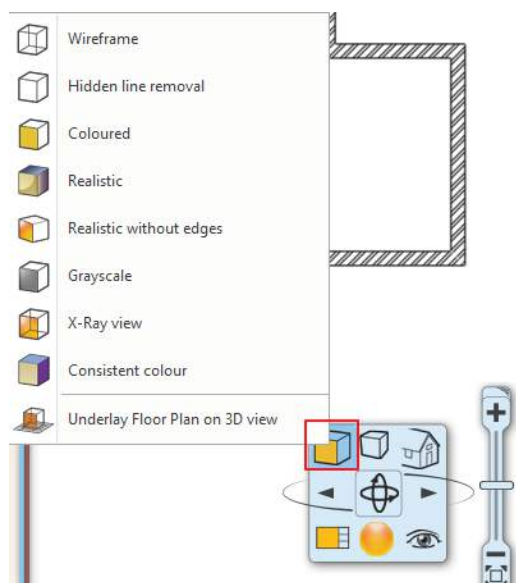 Wireframe
Hidden line removal
Coloured
Realistic
Realistic without edges
Grayscale
X-Ray view
Consistent colour
Underlay Floor Plan on 3D view